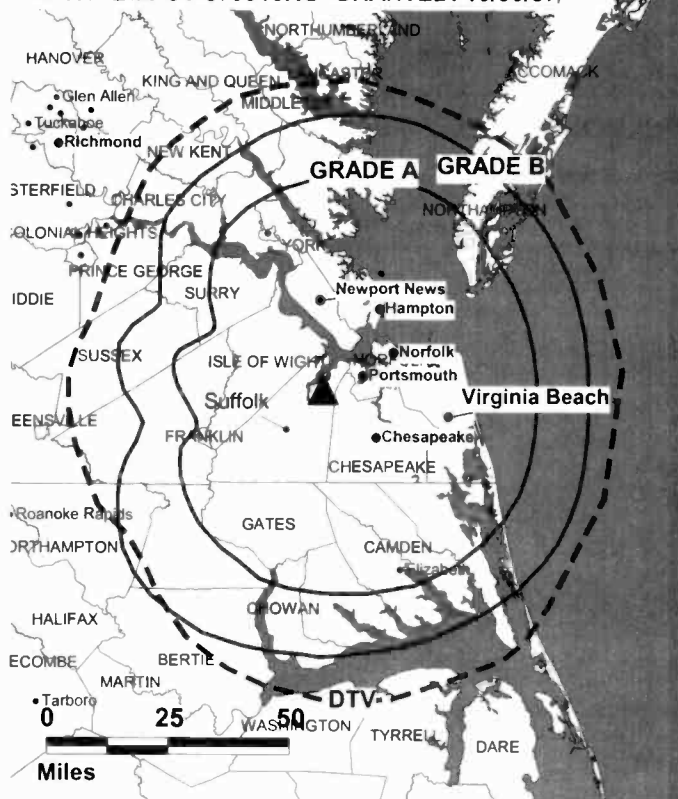 NORTHUMBERLAND
HANOVER
KING AND QUEEN
LANCASTER
ACCOMACK
Glen Allen
MIDDLE
Tuckahoe
Richmond
NEW KENT
GRADE A
GRADE B
STERFIELD
CHARLES CITY
NORTHAMPTON
COLONIAL HEIGHTS
YORK
PRINCE GEORGE
IDDIE
SURRY
Newport News
Hampton
SUSSEX
ISLE OF WIGHT
Norfolk
Portsmouth
Suffolk
Virginia Beach
EENSVILLE
FRANKLIN
Chesapeake
CHESAPEAKE
Roanoke Rapids
GATES
ORTHAMPTON
CAMDEN
Elizabeth
CHOWAN
HALIFAX
ECOMBE
BERTIE
MARTIN
Tarboro
DTV
0 25 50
WASHINGTON
TYRRELL
DARE
Miles